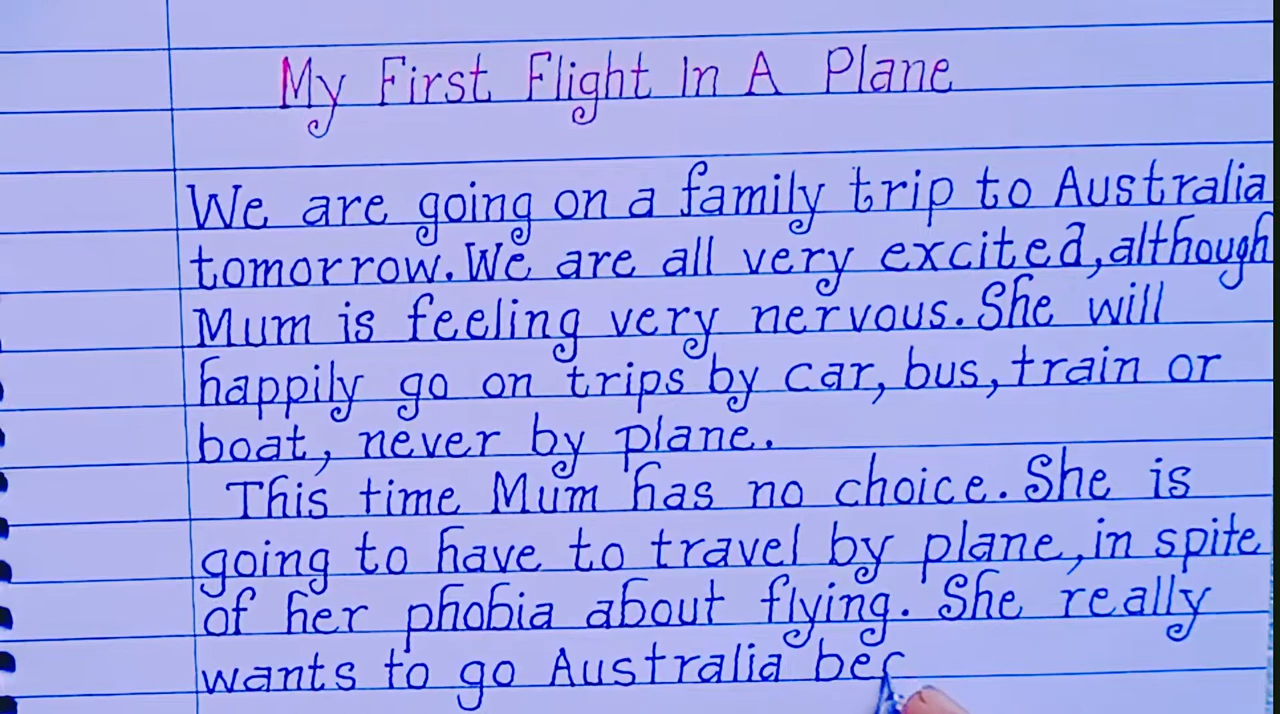 My First Flight In A Plane
We are going on a family trip to Australia
tomorrow. We are all very excited, although
Mum is feeling very nervous. She will
happily go on trips by car, bus, train or
boat, never by plane.
This time Mum has no choice. She is
going to have to travel by plane, in spite
of her phobia about flying. She really
wants to go Australia bec